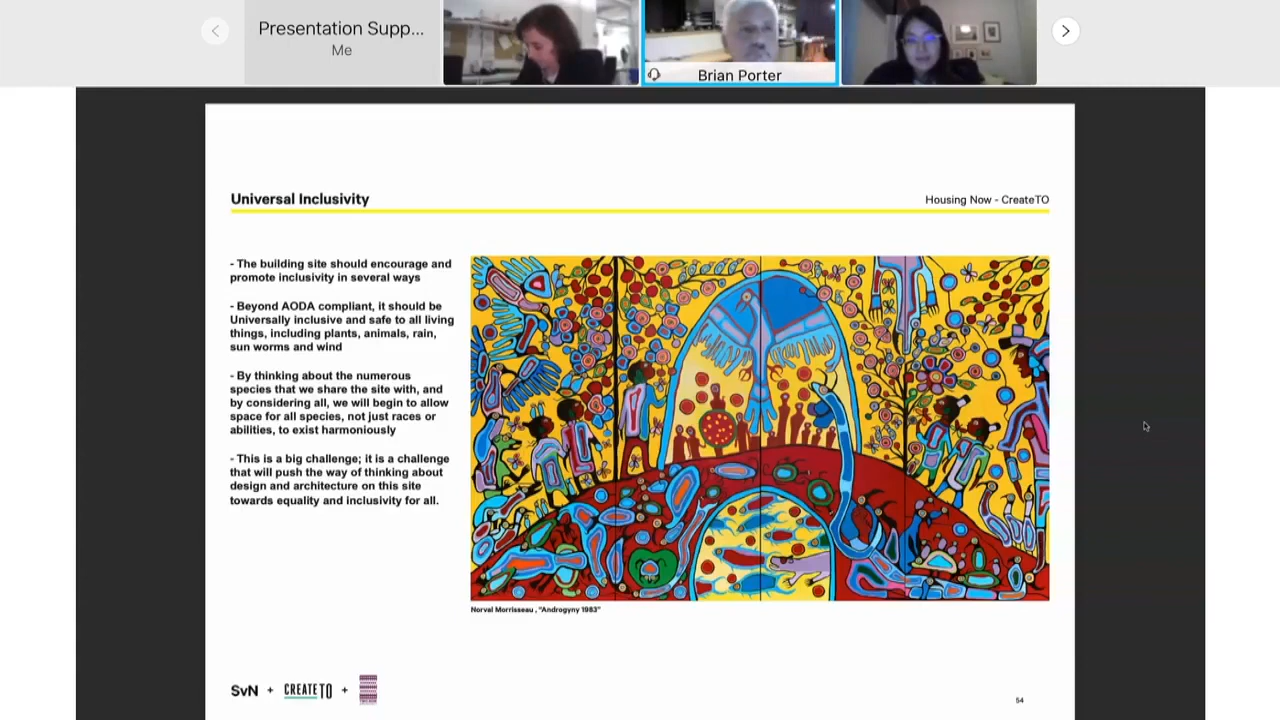 Presentation Supp...
Me
Brian Porter
Universal Inclusivity
Housing Now - CreateTO
- The building site should encourage and
promote inclusivity in several ways
- Beyond AODA compliant, it should be
Universally inclusive and safe to all living
things, including plants, animals, rain,
sun worms and wind
- By thinking about the numerous
species that we share the site with, and
by considering all, we will begin to allow
space for all species, not just races or
abilities, to exist harmoniously
- This is a big challenge; it is a challenge
that will push the way of thinking about
design and architecture on this site
towards equality and inclusivity for all.
Norval Morrisseau , "Androgyny 1983"
SvN + CREATE TO +
54